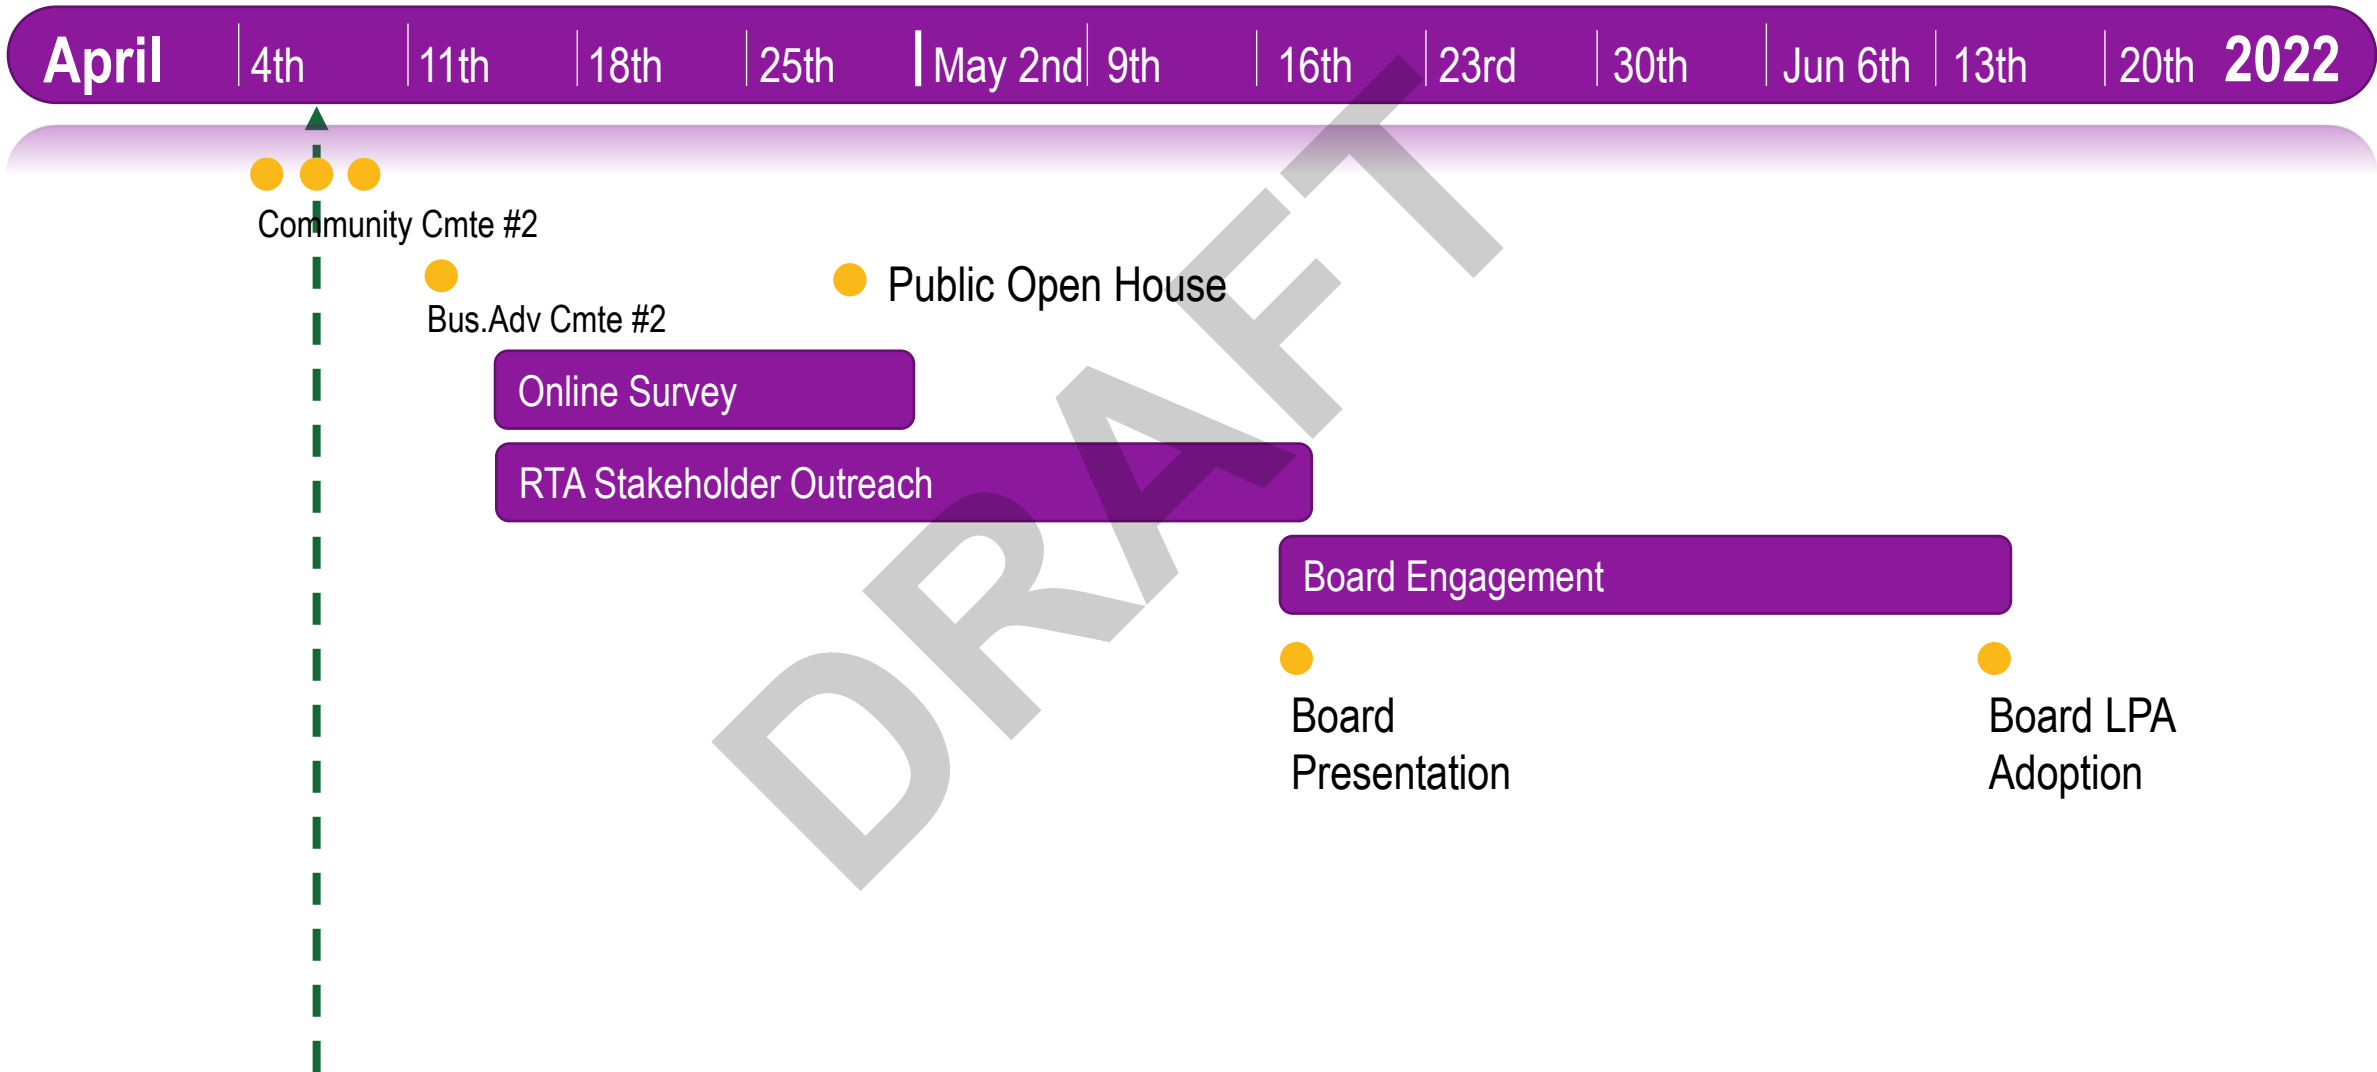 April 4th 11th 18th 25th May 2nd 9th 16th 23rd 30th Jun 6th 13th 20th 2022
Community Cmte #2
Public Open House
Bus.Adv Cmte #2
Online Survey
RTA Stakeholder Outreach
Board Engagement
Board
Presentation
Board LPA
Adoption
DRAFT